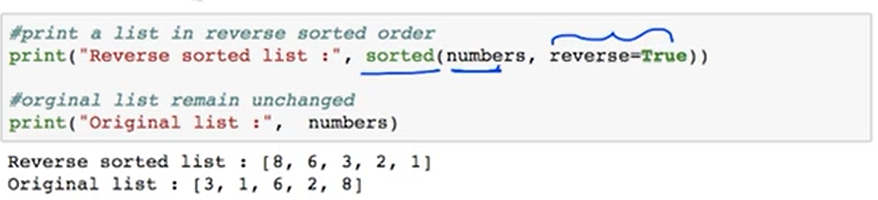 #print a list in reverse sorted order
print("Reverse sorted list :", sorted(numbers, reverse=True))
#orginal list remain unchanged
print("Original list :",  numbers)
Reverse sorted list : [8, 6, 3, 2, 1]
Original list : [3, 1, 6, 2, 8]